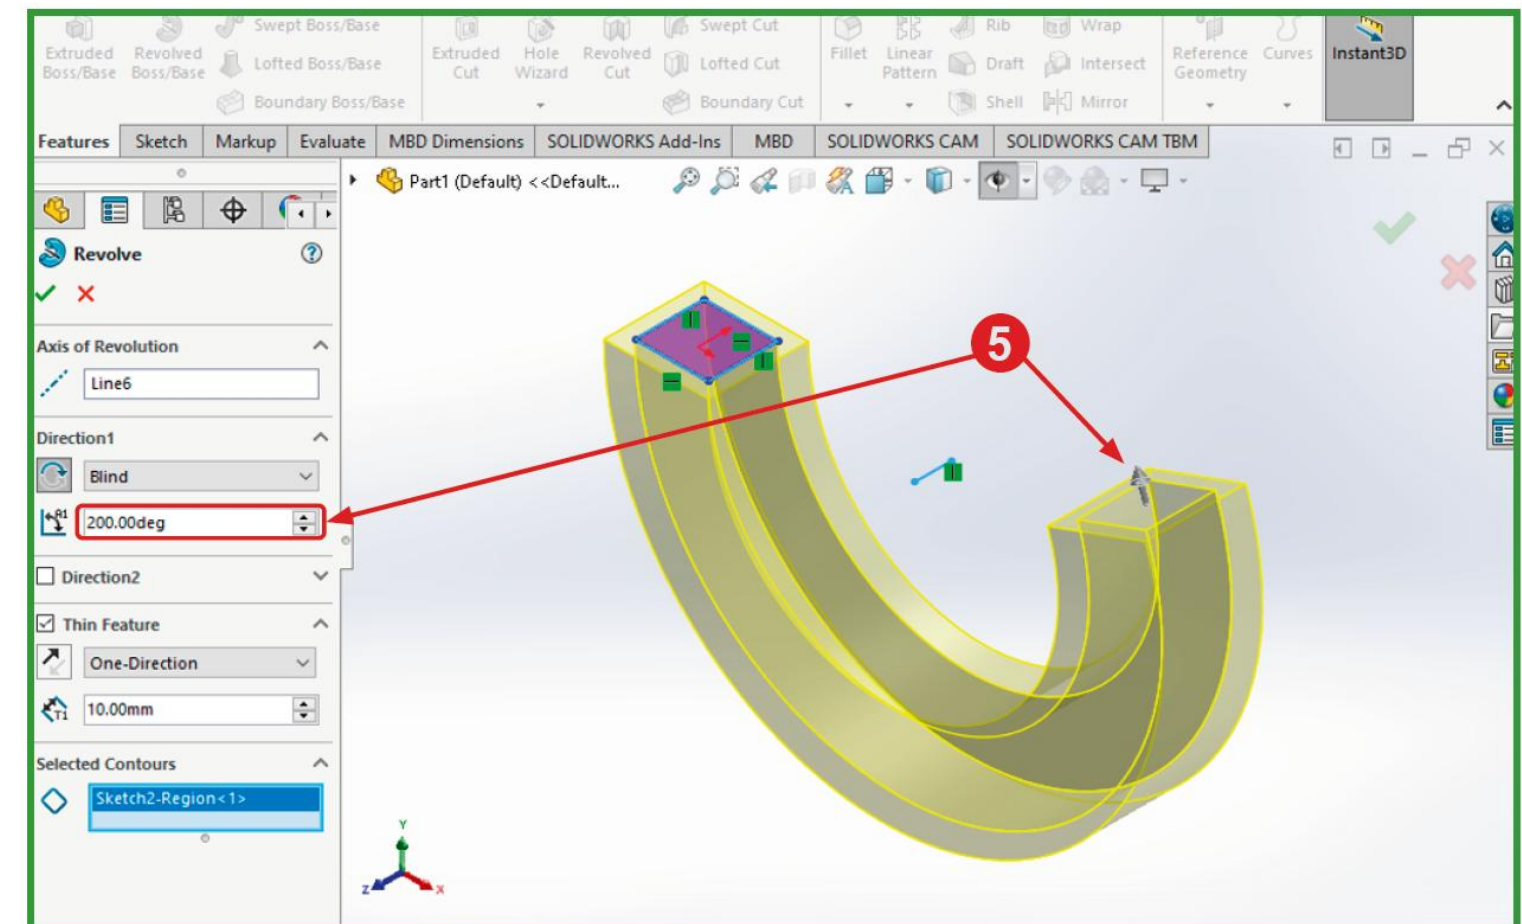 Extruded Boss/Base
Revolved Boss/Base
Swept Boss/Base
Lofted Boss/Base
Boundary Boss/Base
Extruded Cut
Hole Wizard
Revolved Cut
Swept Cut
Lofted Cut
Boundary Cut
Fillet
Linear Pattern
Rib
Draft
Shell
Wrap
Intersect
Mirror
Reference Geometry
Curves
Instant3D
Features Sketch Markup Evaluate MBD Dimensions SOLIDWORKS Add-Ins MBD SOLIDWORKS CAM SOLIDWORKS CAM TBM
Part1 (Default) <<Default...
Revolve
Axis of Revolution
Line6
Direction1
Blind
200.00deg
Direction2
Thin Feature
One-Direction
T1
10.00mm
Selected Contours
Sketch2-Region<1>
5
Y
Z
X